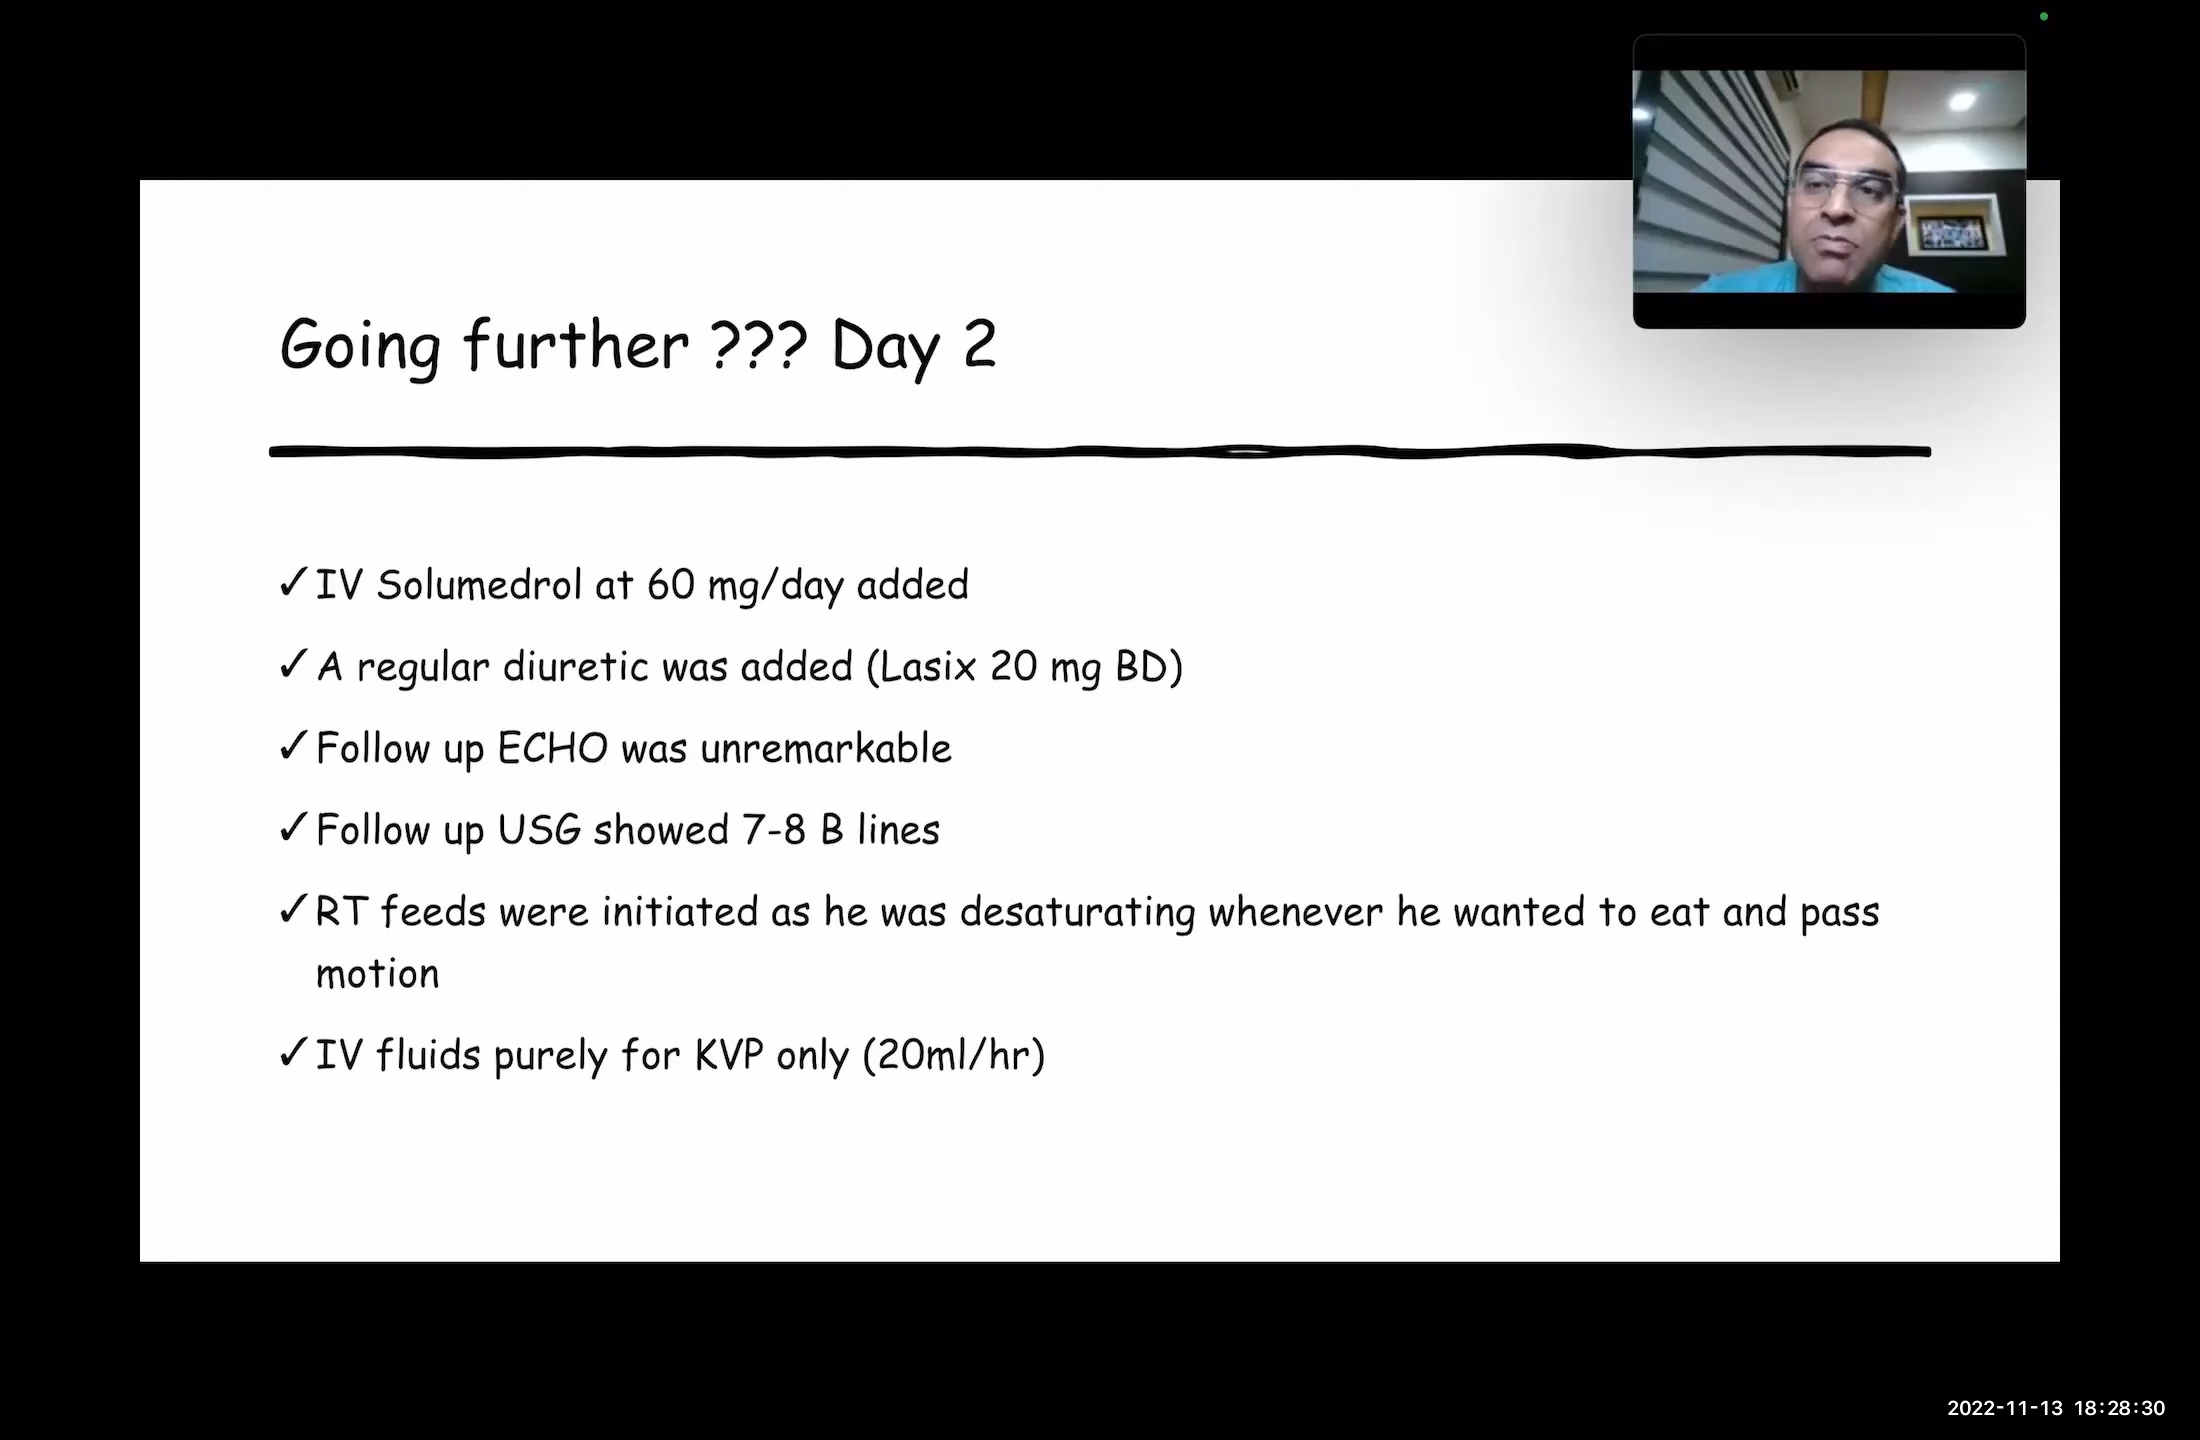 Going further ??? Day 2
✓IV Solumedrol at 60 mg/day added
✓A regular diuretic was added (Lasix 20 mg BD)
✓Follow up ECHO was unremarkable
✓Follow up USG showed 7-8 B lines
✓RT feeds were initiated as he was desaturating whenever he wanted to eat and pass
motion
✓IV fluids purely for KVP only (20ml/hr)
2022-11-13 18:28:30